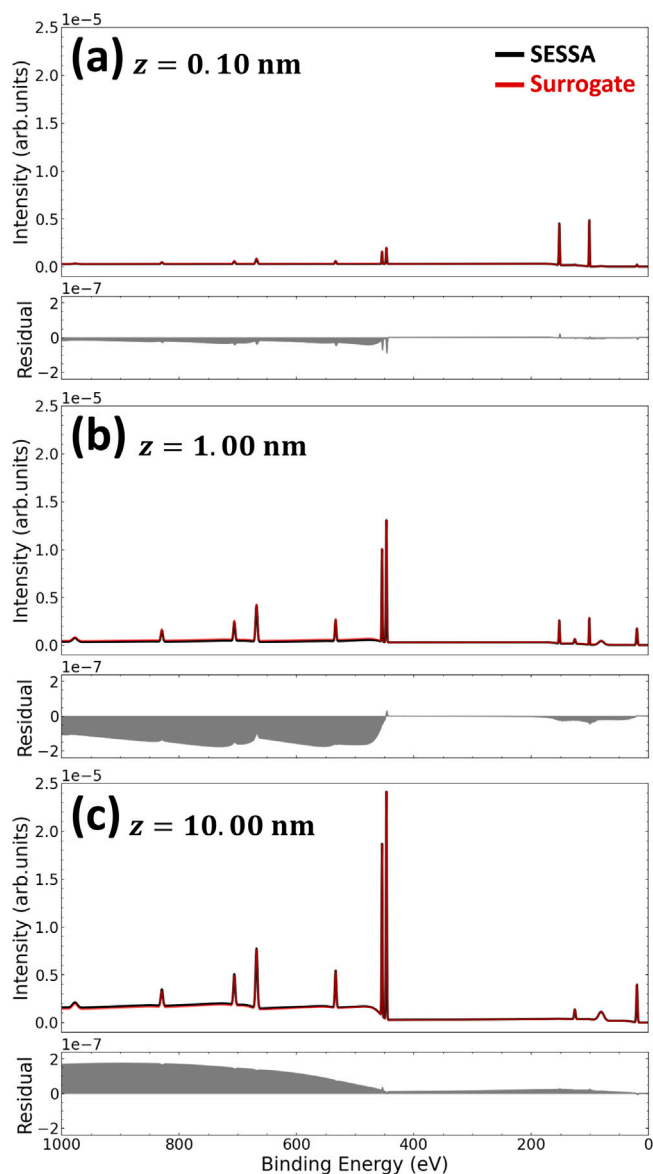 1e−5
(a) z = 0.10 nm
SESSA
Surrogate
Intensity (arb.units)
2.5
2.0
1.5
1.0
0.5
0.0
1e−7
Residual
2
0
−2
1e−5
(b) z = 1.00 nm
Intensity (arb.units)
2.5
2.0
1.5
1.0
0.5
0.0
1e−7
Residual
2
0
−2
1e−5
(c) z = 10.00 nm
Intensity (arb.units)
2.5
2.0
1.5
1.0
0.5
0.0
1e−7
Residual
2
0
−2
1000 800 600 400 200 0
Binding Energy (eV)